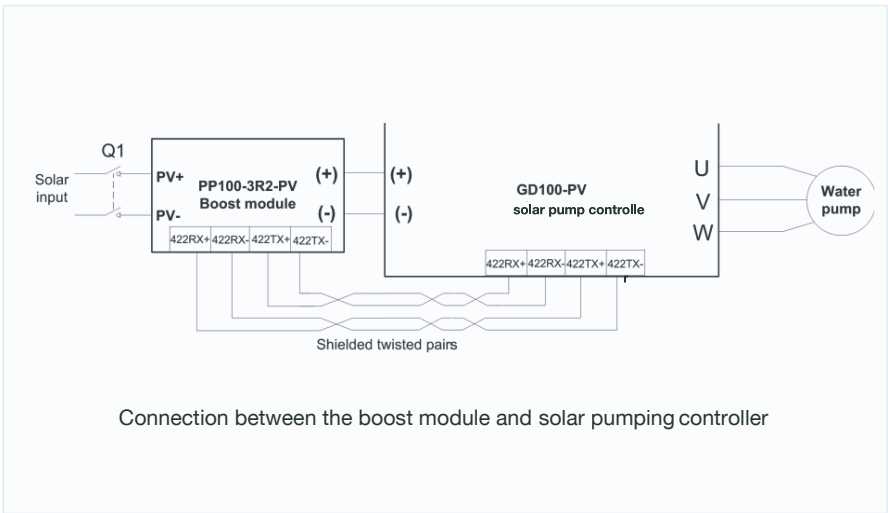 Q1
Solar
input
PV+
PV-
PP100-3R2-PV
Boost module
(+)
(-)
422RX+ 422RX- 422TX+ 422TX-
(+)
(-)
GD100-PV
solar pump controlle
U
V
W
Water
pump
422RX+ 422RX- 422TX+ 422TX-
Shielded twisted pairs
Connection between the boost module and solar pumping controller